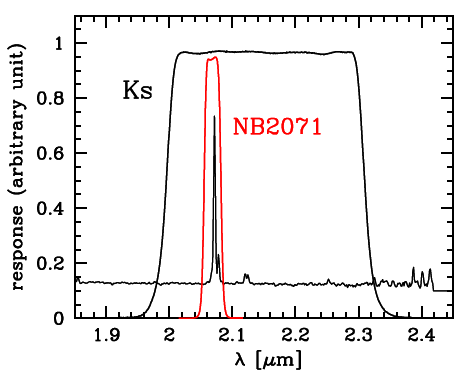 1
0.8
0.6
0.4
0.2
0
response (arbitrary unit)
Ks
NB2071
1.9 2 2.1 2.2 2.3 2.4
λ [μm]